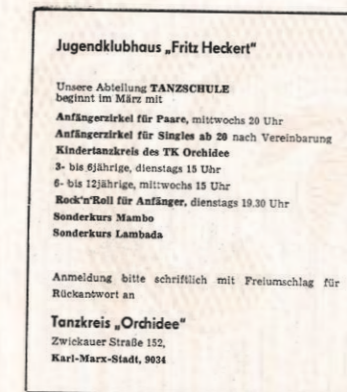 Jugendklubhaus „Fritz Heckert"
Unsere Abteilung TANZSCHULE
beginnt im März mit
Anfängerzirkel für Paare, mittwochs 20 Uhr
Anfängerzirkel für Singles ab 20 nach Vereinbarung
Kindertanzkreis des TK Orchidee
3- bis 6jährige, dienstags 15 Uhr
6- bis 12jährige, mittwochs 15 Uhr
Rock'n'Roll für Anfänger, dienstags 19.30 Uhr
Sonderkurs Mambo
Sonderkurs Lambada
Anmeldung bitte schriftlich mit Freiumschlag für
Rückantwort an
Tanzkreis „Orchidee"
Zwickauer Straße 152,
Karl-Marx-Stadt, 9034